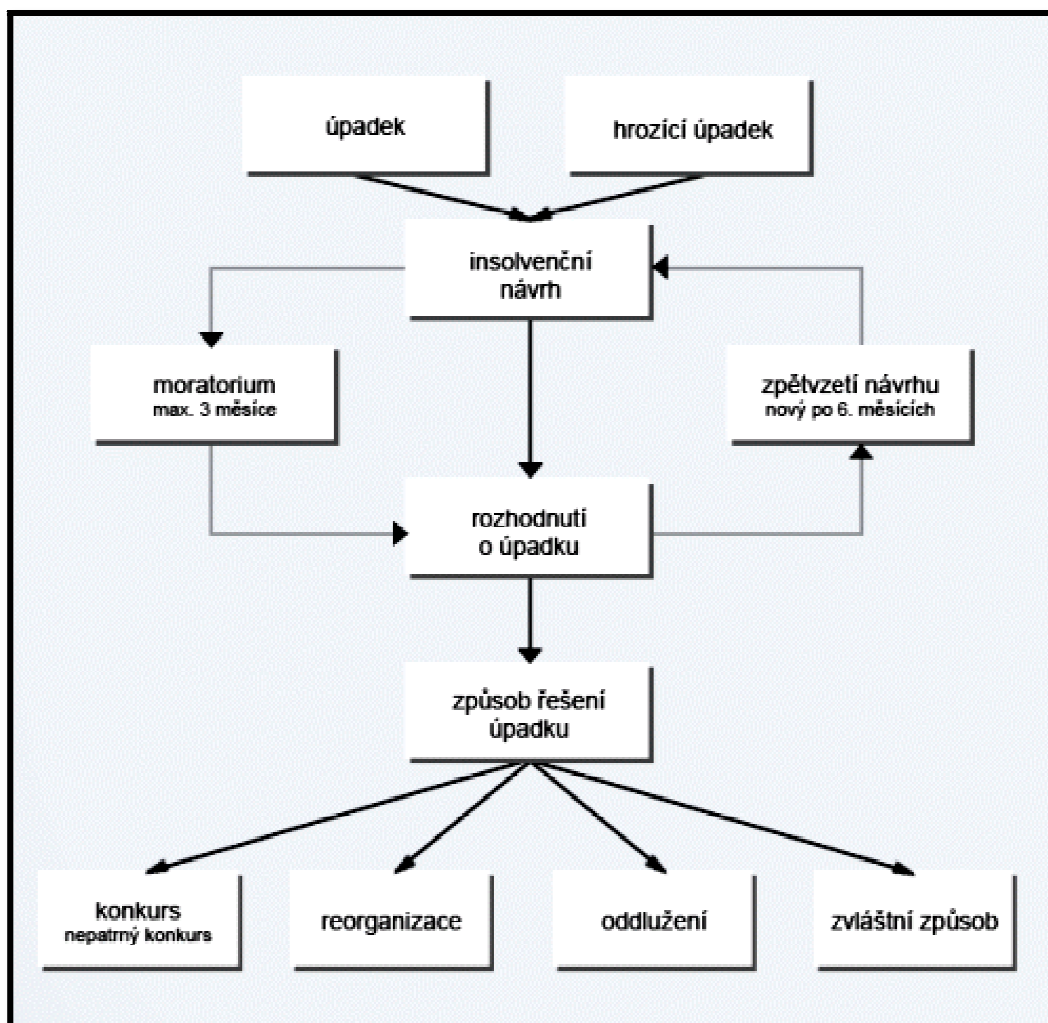 úpadek
hrozící úpadek
insolvenční
návrh
moratorium
max. 3 měsíce
zpětvzetí návrhu
nový po 6. měsících
rozhodnutí
o úpadku
způsob řešení
úpadku
konkurs
nepatrný konkurs
reorganizace
oddlužení
zvláštní způsob